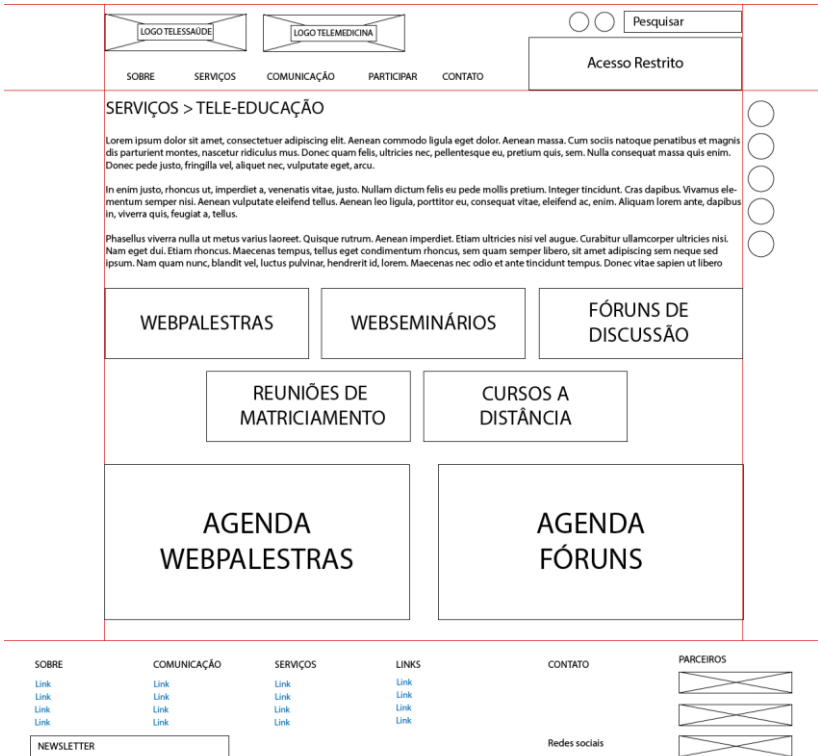 LOGO TELESSAÚDE
LOGO TELEMEDICINA
Pesquisar
Acesso Restrito
SOBRE
SERVIÇOS
COMUNICAÇÃO
PARTICIPAR
CONTATO
SERVIÇOS > TELE-EDUCAÇÃO
Lorem ipsum dolor sit amet, consectetuer adipiscing elit. Aenean commodo ligula eget dolor. Aenean massa. Cum sociis natoque penatibus et magnis
dis parturient montes, nascetur ridiculus mus. Donec quam felis, ultricies nec, pellentesque eu, pretium quis, sem. Nulla consequat massa quis enim.
Donec pede justo, fringilla vel, aliquet nec, vulputate eget, arcu.
In enim justo, rhoncus ut, imperdiet a, venenatis vitae, justo. Nullam dictum felis eu pede mollis pretium. Integer tincidunt. Cras dapibus. Vivamus ele-
mentum semper nisi. Aenean vulputate eleifend tellus. Aenean leo ligula, porttitor eu, consequat vitae, eleifend ac, enim. Aliquam lorem ante, dapibus
in, viverra quis, feugiat a, tellus.
Phasellus viverra nulla ut metus varius laoreet. Quisque rutrum. Aenean imperdiet. Etiam ultricies nisi vel augue. Curabitur ullamcorper ultricies nisi.
Nam eget dui. Etiam rhoncus. Maecenas tempus, tellus eget condimentum rhoncus, sem quam semper libero, sit amet adipiscing sem neque sed
ipsum. Nam quam nunc, blandit vel, luctus pulvinar, hendrerit id, lorem. Maecenas nec odio et ante tincidunt tempus. Donec vitae sapien ut libero
WEBPALESTRAS
WEBSEMINÁRIOS
FÓRUNS DE
DISCUSSÃO
REUNIÕES DE
MATRICIAMENTO
CURSOS A
DISTÂNCIA
AGENDA
WEBPALESTRAS
AGENDA
FÓRUNS
SOBRE
Link
Link
Link
Link
COMUNICAÇÃO
Link
Link
Link
Link
SERVIÇOS
Link
Link
Link
Link
LINKS
Link
Link
Link
Link
CONTATO
PARCEIROS
NEWSLETTER
Redes sociais